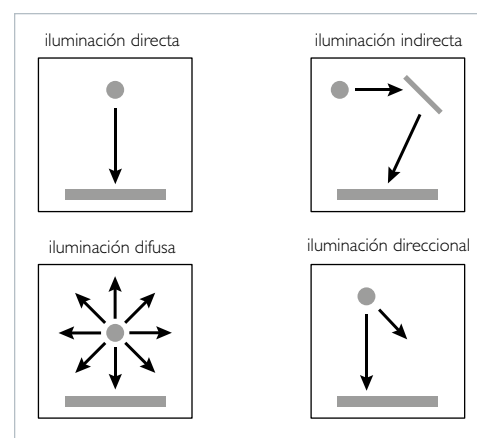 iluminación directa
iluminación indirecta
iluminación difusa
iluminación direccional